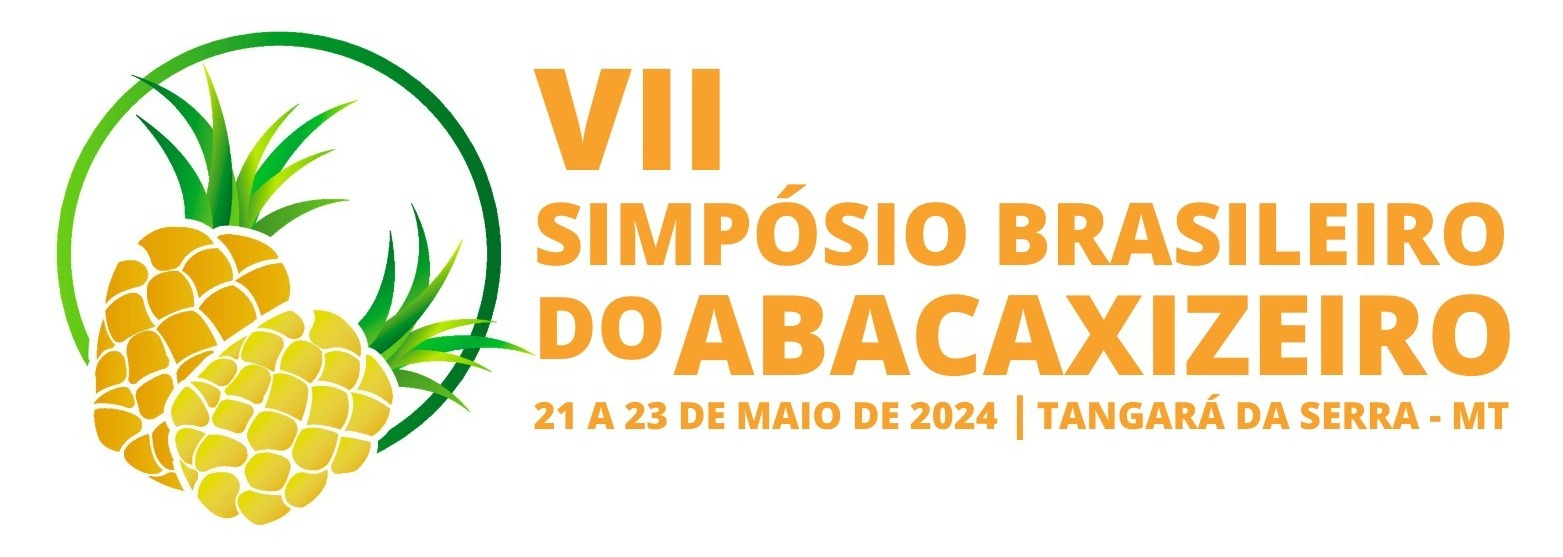 VII
SIMPÓSIO BRASILEIRO
DO ABACAXIZEIRO
21 A 23 DE MAIO DE 2024 | TANGARÁ DA SERRA - MT